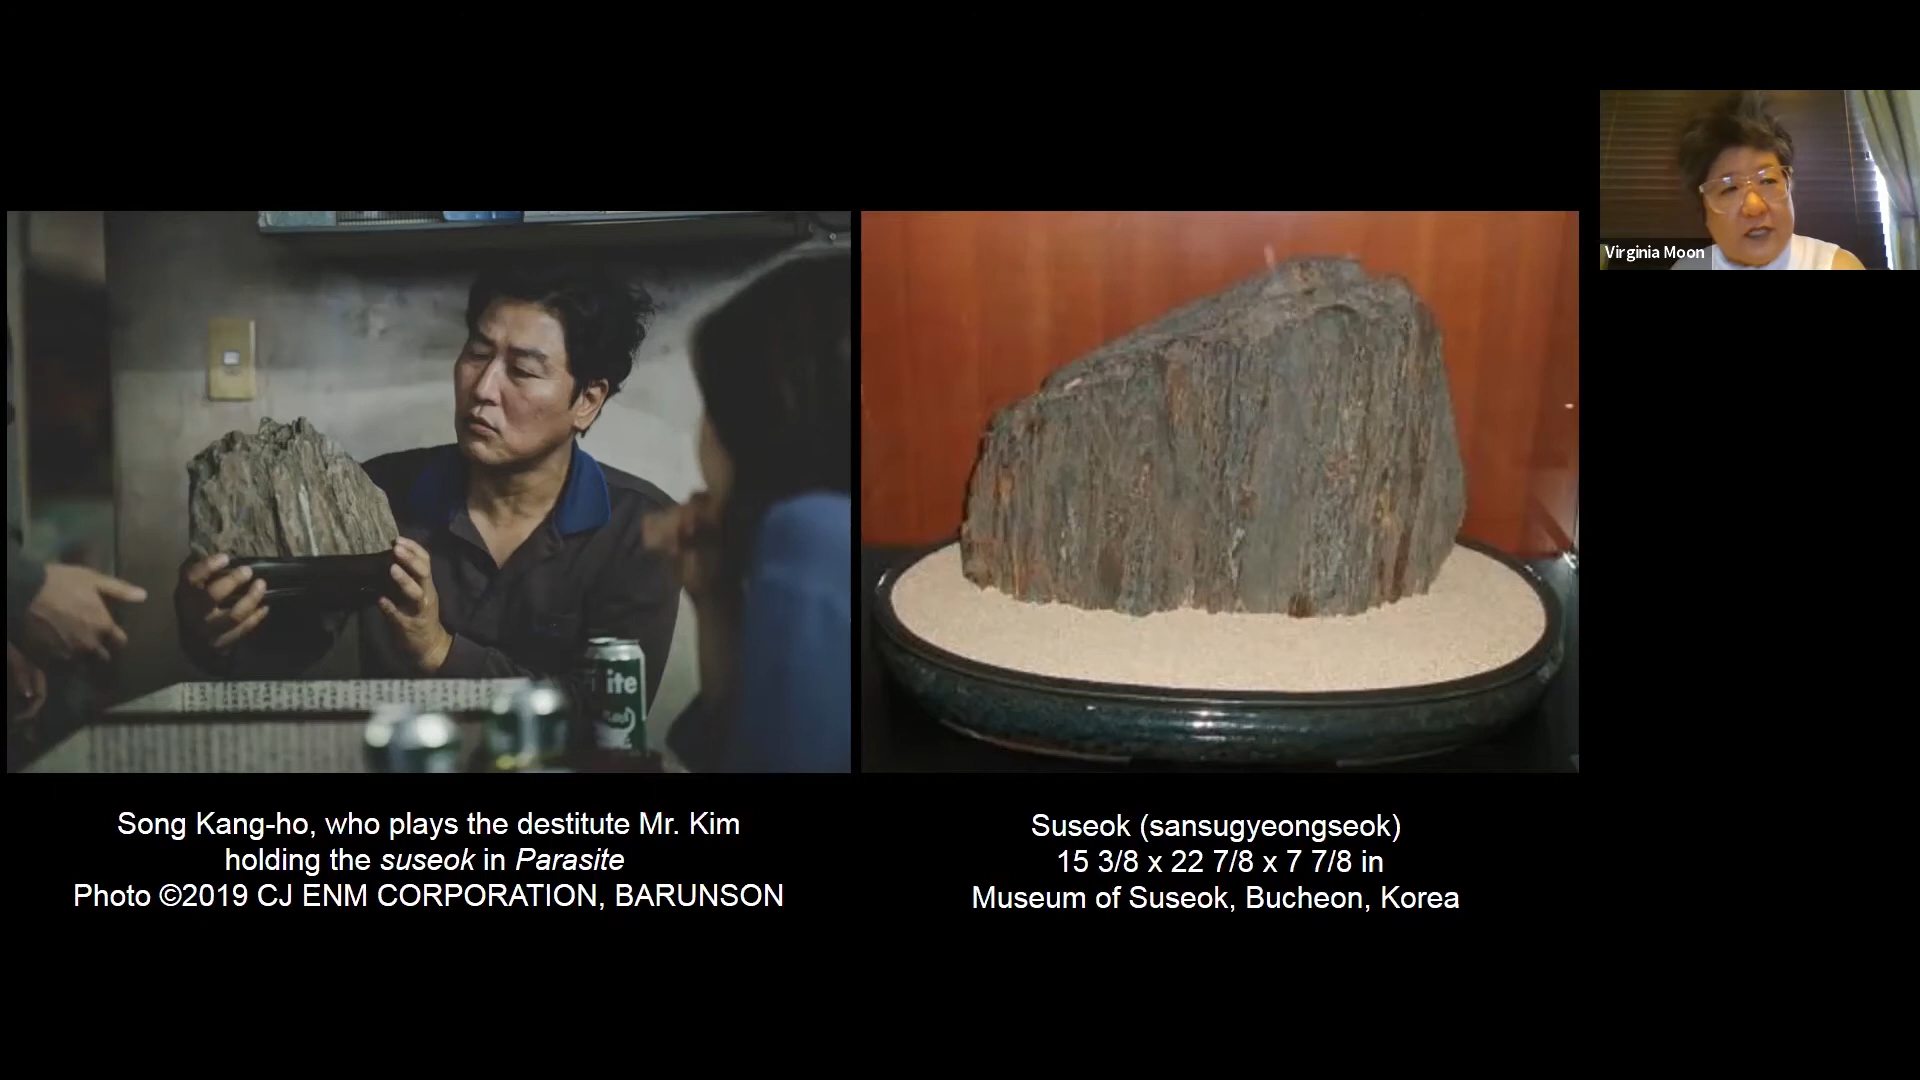 Virginia Moon
ite
Song Kang-ho, who plays the destitute Mr. Kim
holding the suseok in Parasite
Photo ©2019 CJ ENM CORPORATION, BARUNSON
Suseok (sansugyeongseok)
15 3/8 x 22 7/8 x 7 7/8 in
Museum of Suseok, Bucheon, Korea